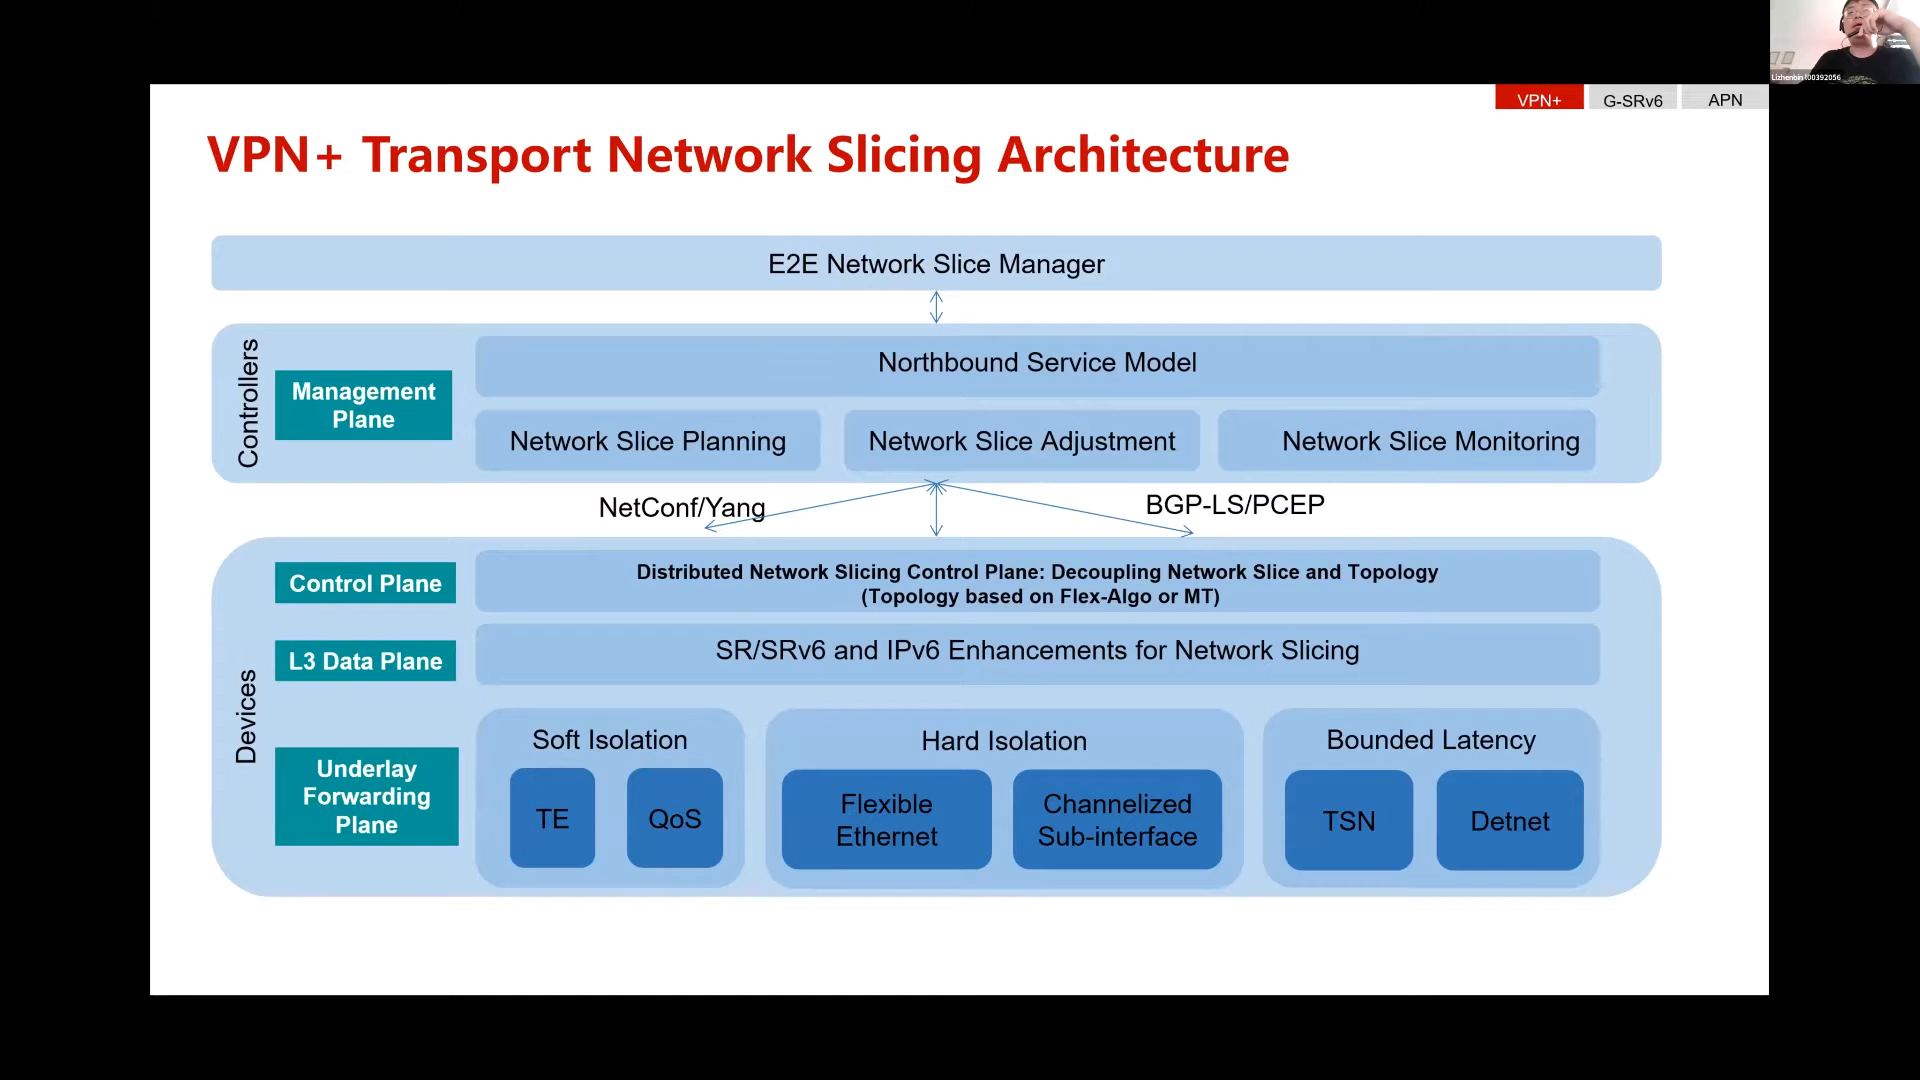 Lizhenbin l00392056
VPN+
G-SRv6
APN
VPN+ Transport Network Slicing Architecture
E2E Network Slice Manager
Controllers
Management
Plane
Northbound Service Model
Network Slice Planning
Network Slice Adjustment
Network Slice Monitoring
NetConf/Yang
BGP-LS/PCEP
Devices
Control Plane
Distributed Network Slicing Control Plane: Decoupling Network Slice and Topology
(Topology based on Flex-Algo or MT)
L3 Data Plane
SR/SRv6 and IPv6 Enhancements for Network Slicing
Underlay
Forwarding
Plane
Soft Isolation
TE
QoS
Hard Isolation
Flexible
Ethernet
Channelized
Sub-interface
Bounded Latency
TSN
Detnet